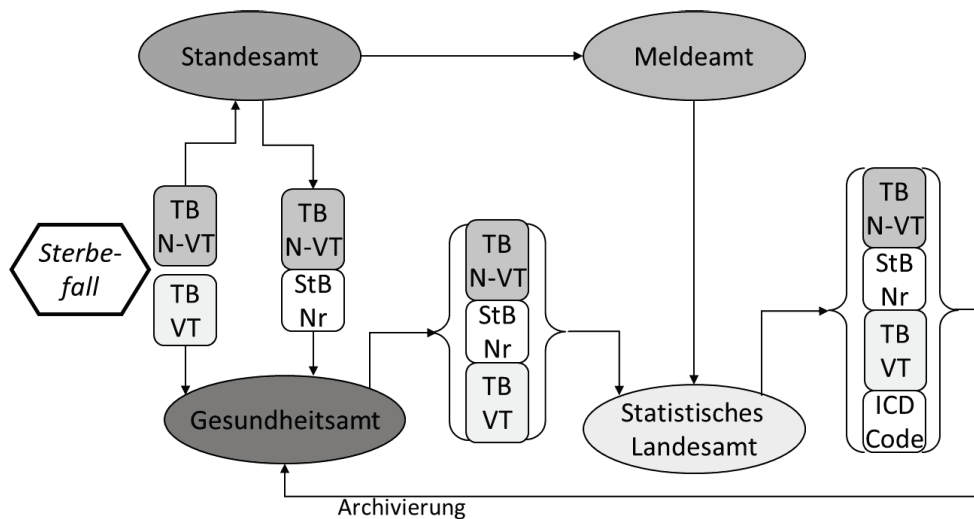 Standesamt
Meldeamt
Sterbe-
fall
TB
N-VT
TB
VT
TB
N-VT
StB
Nr
TB
N-VT
StB
Nr
TB
VT
TB
N-VT
StB
Nr
TB
VT
ICD
Code
Gesundheitsamt
Statistisches
Landesamt
Archivierung